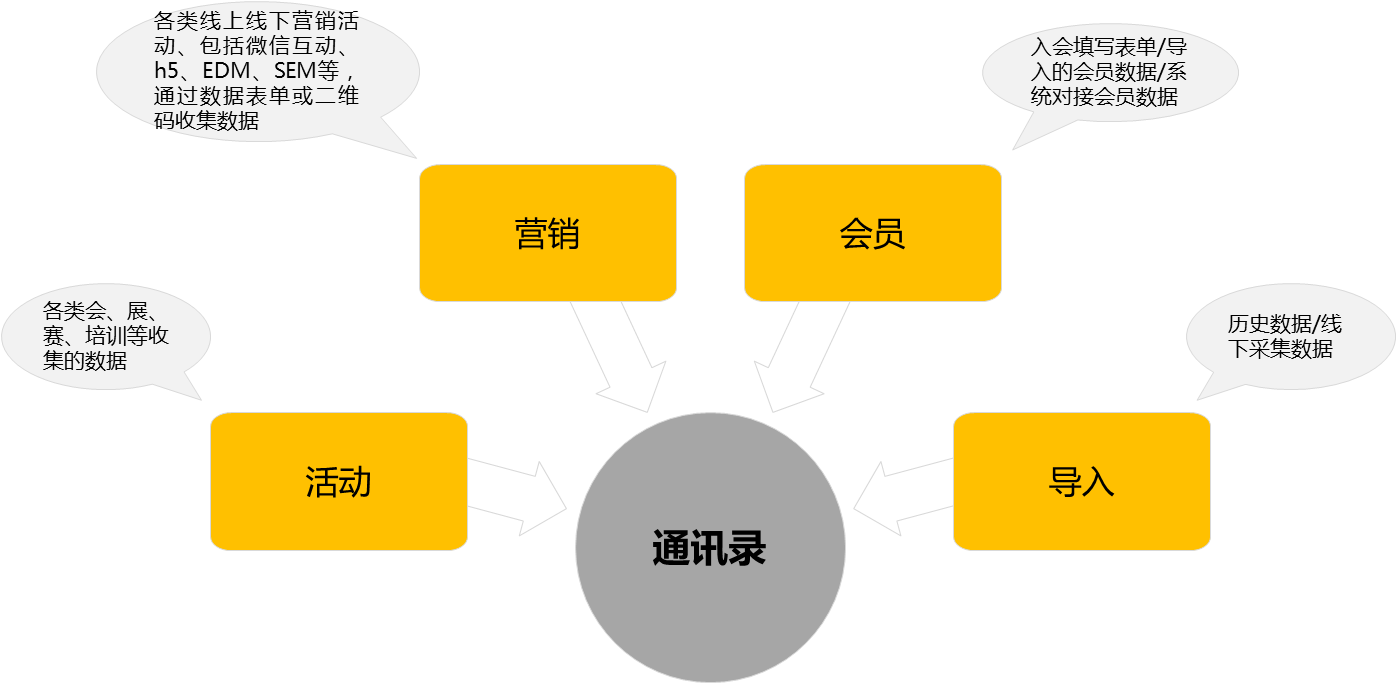 各类线上线下营销活
动、包括微信互动、
h5、EDM、SEM等，
通过数据表单或二维
码收集数据
入会填写表单/导
入的会员数据/系
统对接会员数据
营销
会员
各类会、展、
赛、培训等收
集的数据
历史数据/线
下采集数据
活动
导入
通讯录